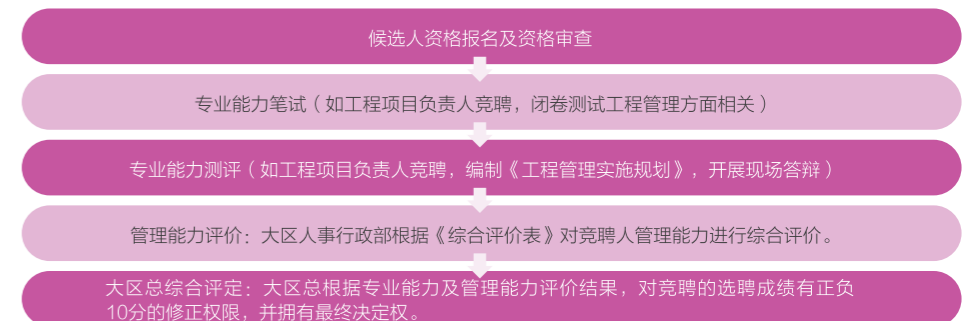 候选人资格报名及资格审查
专业能力笔试（如工程项目负责人竞聘，闭卷测试工程管理方面相关）
专业能力测评（如工程项目负责人竞聘，编制《工程管理实施规划》，开展现场答辩）
管理能力评价：大区人事行政部根据《综合评价表》对竞聘人管理能力进行综合评价。
大区总综合评定：大区总根据专业能力及管理能力评价结果，对竞聘的选聘成绩有正负
10分的修正权限，并拥有最终决定权。